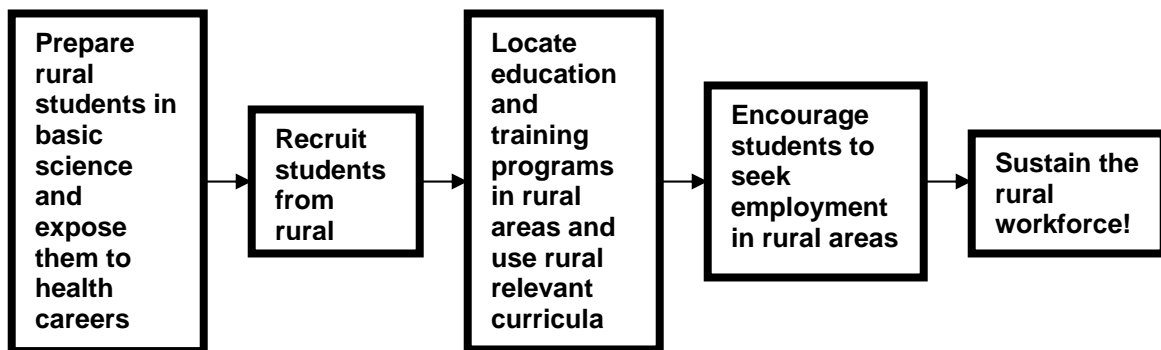 Prepare
rural
students in
basic
science
and
expose
them to
health
careers
Recruit
students
from
rural
Locate
education
and
training
programs
in rural
areas and
use rural
relevant
curricula
Encourage
students to
seek
employment
in rural areas
Sustain the
rural
workforce!